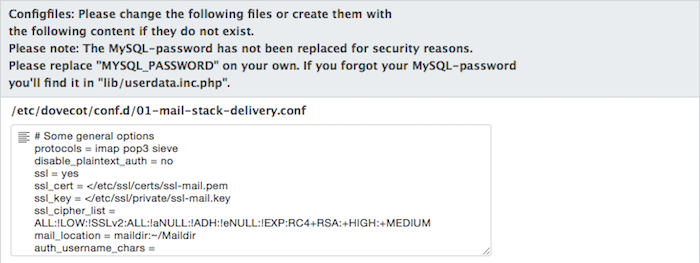 Configfiles: Please change the following files or create them with
the following content if they do not exist.
Please note: The MySQL-password has not been replaced for security reasons.
Please replace "MYSQL_PASSWORD" on your own. If you forgot your MySQL-password
you'll find it in "lib/userdata.inc.php".
/etc/dovecot/conf.d/01-mail-stack-delivery.conf
# Some general options
protocols = imap pop3 sieve
disable_plaintext_auth = no
ssl = yes
ssl_cert = </etc/ssl/certs/ssl-mail.pem
ssl_key = </etc/ssl/private/ssl-mail.key
ssl_cipher_list =
ALL:!LOW:!SSLv2:ALL:!aNULL:!ADH:!eNULL:!EXP:RC4+RSA:+HIGH:+MEDIUM
mail_location = maildir:~/Maildir
auth_username_chars =